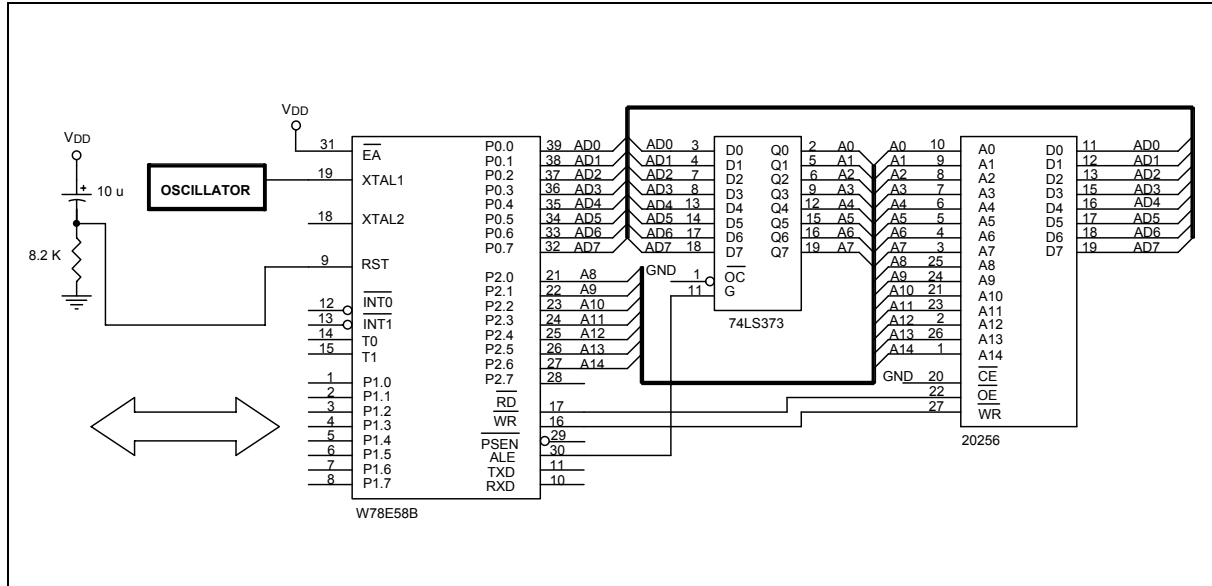 VDD
10 u
8.2 K
OSCILLATOR
VDD
31 EA
19 XTAL1
18 XTAL2
9 RST
12 INT0
13 INT1
14 T0
15 T1
1 P1.0
2 P1.1
3 P1.2
4 P1.3
5 P1.4
6 P1.5
7 P1.6
8 P1.7
P0.0 39 AD0
P0.1 38 AD1
P0.2 37 AD2
P0.3 36 AD3
P0.4 35 AD4
P0.5 34 AD5
P0.6 33 AD6
P0.7 32 AD7
P2.0 21 A8
P2.1 22 A9
P2.2 23 A10
P2.3 24 A11
P2.4 25 A12
P2.5 26 A13
P2.6 27 A14
P2.7 28
RD 17
WR 16
PSEN 29
ALE 30
TXD 11
RXD 10
W78E58B
AD0 3 D0 Q0 2 A0
AD1 4 D1 Q1 5 A1
AD2 7 D2 Q2 6 A2
AD3 8 D3 Q3 9 A3
AD4 13 D4 Q4 12 A4
AD5 14 D5 Q5 15 A5
AD6 17 D6 Q6 16 A6
AD7 18 D7 Q7 19 A7
GND 1 OC
11 G
74LS373
A0 10 A0
A1 9 A1
A2 8 A2
A3 7 A3
A4 6 A4
A5 5 A5
A6 4 A6
A7 3 A7
A8 25 A8
A9 24 A9
A10 21 A10
A11 23 A11
A12 2 A12
A13 26 A13
A14 1 A14
GND 20 CE
22 OE
27 WR
D0 11 AD0
D1 12 AD1
D2 13 AD2
D3 15 AD3
D4 16 AD4
D5 17 AD5
D6 18 AD6
D7 19 AD7
20256